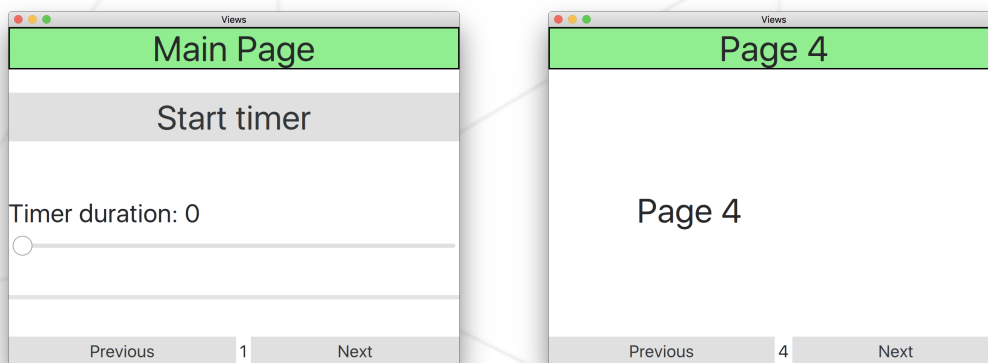 Views
Main Page
Start timer
Timer duration: 0
Previous 1 Next
Views
Page 4
Page 4
Previous 4 Next